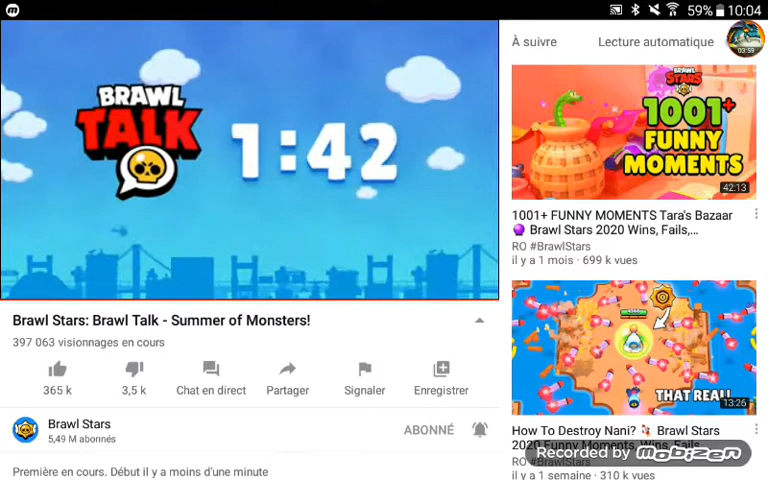 59% 10:04
BRAWL
TALK
1:42
À suivre
Lecture automatique
03:59
BRAWL
STARS
1001+
FUNNY
MOMENTS
42:13
1001+ FUNNY MOMENTS Tara's Bazaar
🔮 Brawl Stars 2020 Wins, Fails,...
RO #BrawlStars
il y a 1 mois · 699 k vues
Brawl Stars: Brawl Talk - Summer of Monsters!
397 063 visionnages en cours
365 k
3,5 k
Chat en direct
Partager
Signaler
Enregistrer
Brawl Stars
5,49 M abonnés
ABONNÉ
Première en cours. Début il y a moins d'une minute
THAT REAL
13:26
How To Destroy Nani? Brawl Stars
2020 Funny Moments, Wins, Fails
RO #BrawlStars
il y a 1 semaine · 310 k vues
Recorded by mobizen